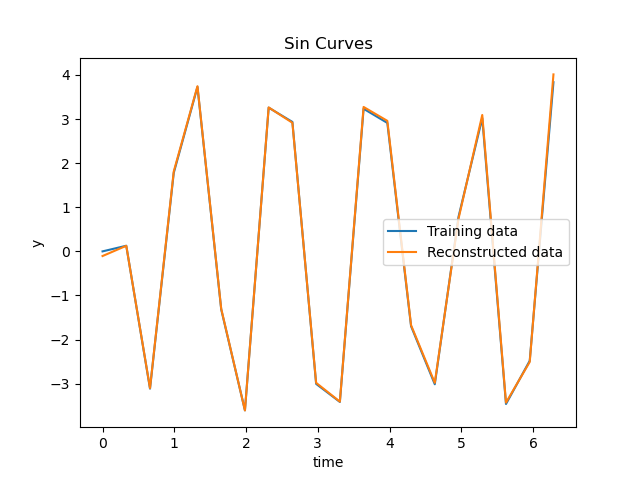 Sin Curves
4
3
2
1
0
−1
−2
−3
y
Training data
Reconstructed data
0 1 2 3 4 5 6
time